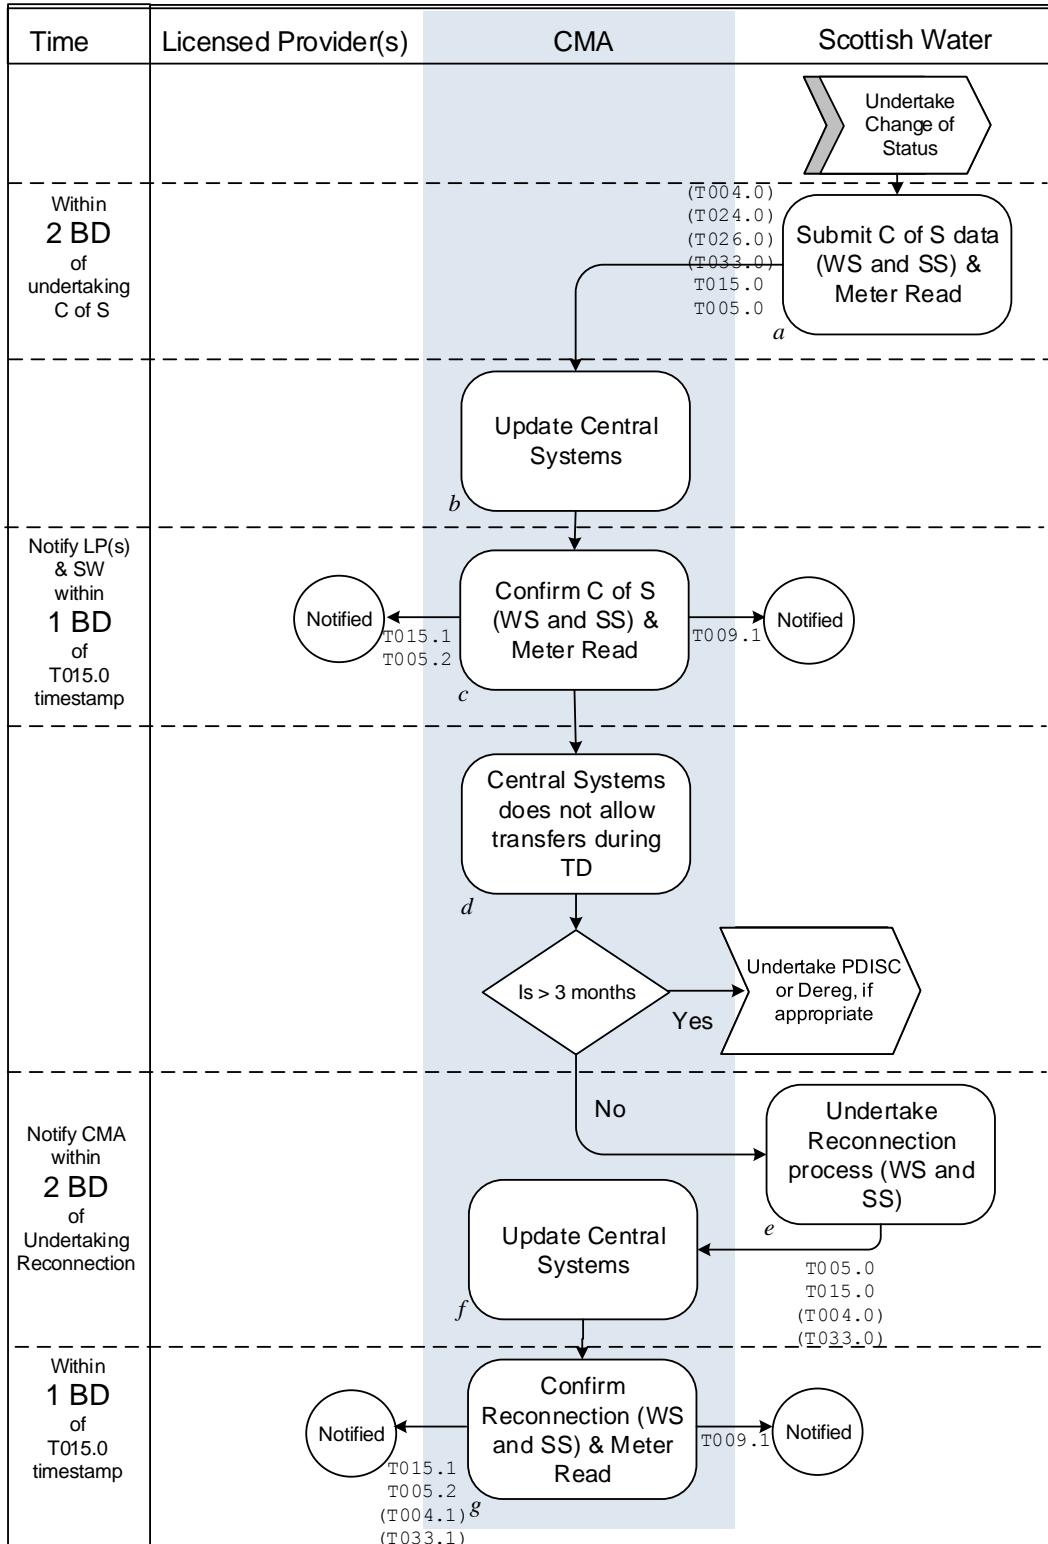 Time
Licensed Provider(s)
CMA
Scottish Water
Undertake
Change of
Status
Within
2 BD
of
undertaking
C of S
(T004.0)
(T024.0)
(T026.0)
(T033.0)
T015.0
T005.0
Submit C of S data
(WS and SS) &
Meter Read
a
Update Central
Systems
b
Notify LP(s)
& SW
within
1 BD
of
T015.0
timestamp
Notified
T015.1
T005.2
Confirm C of S
(WS and SS) &
Meter Read
c
T009.1
Notified
Central Systems
does not allow
transfers during
TD
d
Is > 3 months
Yes
Undertake PDISC
or Dereg, if
appropriate
No
Notify CMA
within
2 BD
of
Undertaking
Reconnection
Undertake
Reconnection
process (WS and
SS)
e
T005.0
T015.0
(T004.0)
(T033.0)
Update Central
Systems
f
Within
1 BD
of
T015.0
timestamp
Notified
T015.1
T005.2
(T004.1)
(T033.1)
Confirm
Reconnection (WS
and SS) & Meter
Read
g
T009.1
Notified